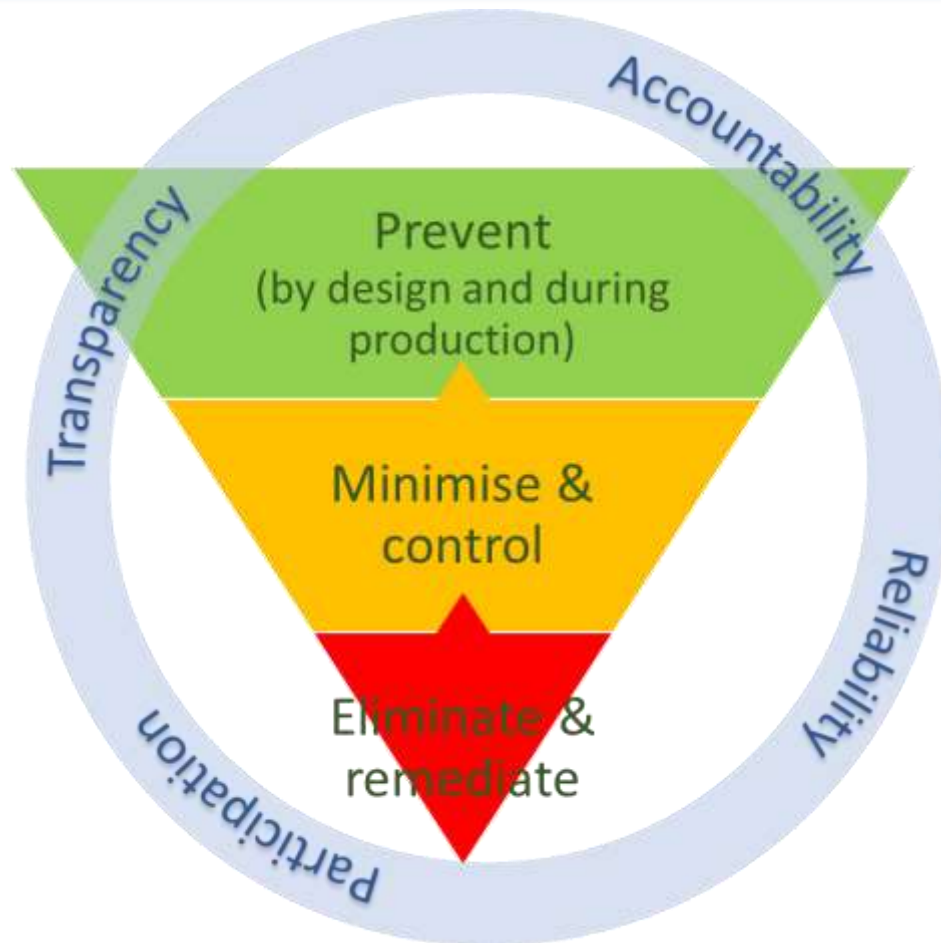 Accountability
Transparency
Prevent
(by design and during
production)
Minimise &
control
Reliability
Eliminate &
remediate
Participation